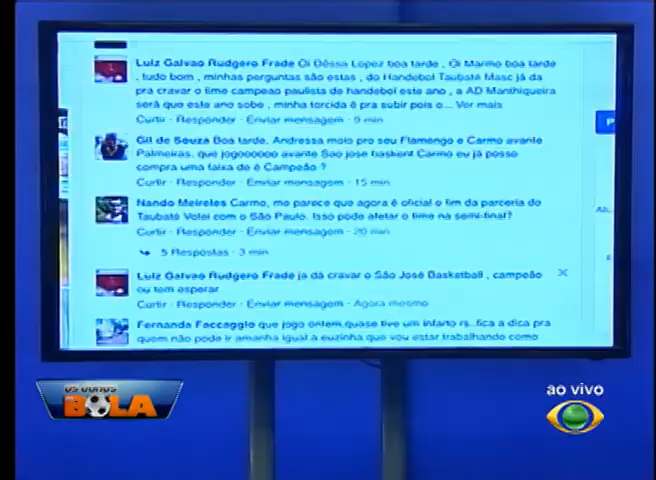 Luiz Galvao Rudgero Frade Oi Dêssa Lopez boa tarde , Oi Marmo boa tarde
, tudo bom , minhas perguntas são estas , do Handebol Taubaté Masc já da
pra cravar o time campeao paulista de handebol este ano , a AD Manthiqueira
será que este ano sobe , minha torcida é pra subir pois o... Ver mais
Curtir · Responder · Enviar mensagem · 9 min
Gil de Souza Boa tarde, Andressa meio pro seu Flamengo e Carmo avante
Palmeiras, que jogoooooo avante Sao jose baskent Carmo eu já posso
compra uma faixa de é Campeão ?
Curtir · Responder · Enviar mensagem · 15 min
Nando Meireles Carmo, me parece que agora é oficial o fim da parceria do
Taubaté Volei com o São Paulo. Isso pode afetar o time na semi-final?
Curtir · Responder · Enviar mensagem · 20 min
5 Respostas · 3 min
Luiz Galvao Rudgero Frade ja dá cravar o São José Basketball , campeão
ou tem esperar
Curtir · Responder · Enviar mensagem · Agora mesmo
Fernanda Faccaggio que jogo ontem.quase tive um infarto rs..fica a dica pra
quem não pode ir amanha igual a euzinha que vou estar trabalhando como
OS DONOS
DA BOLA
AO VIVO